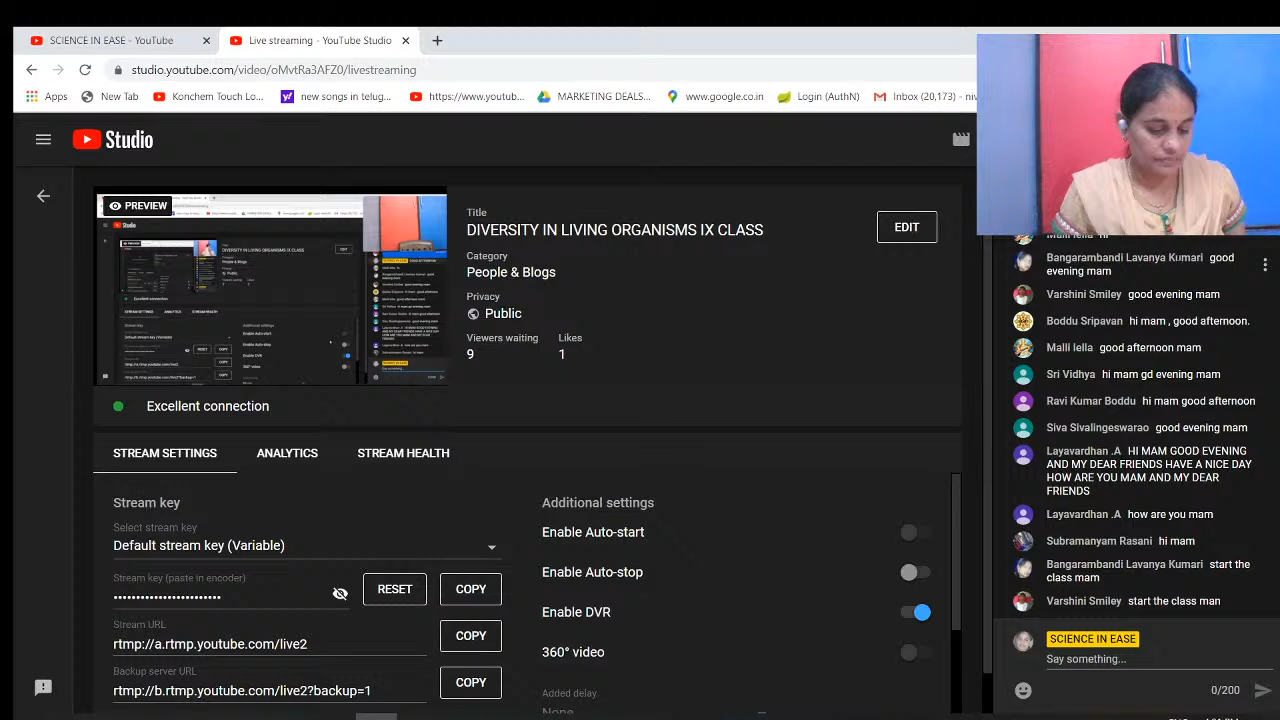 SCIENCE IN EASE - YouTube
Live streaming - YouTube Studio
studio.youtube.com/video/oMvtRa3AFZ0/livestreaming
Apps
New Tab
Konchem Touch Lo...
new songs in telug...
https://www.youtub...
MARKETING DEALS...
www.google.co.in
Login (AuthN)
Inbox (20,173) - ni
Studio
PREVIEW
Title
DIVERSITY IN LIVING ORGANISMS IX CLASS
EDIT
Category
People & Blogs
Privacy
Public
Viewers waiting
Likes
9
1
Excellent connection
STREAM SETTINGS
ANALYTICS
STREAM HEALTH
Stream key
Select stream key
Default stream key (Variable)
Stream key (paste in encoder)
••••••••••••••••••••••••
RESET
COPY
Stream URL
rtmp://a.rtmp.youtube.com/live2
COPY
Backup server URL
rtmp://b.rtmp.youtube.com/live2?backup=1
COPY
Additional settings
Enable Auto-start
Enable Auto-stop
Enable DVR
360° video
Added delay
None
Malli lella hi
Bangarambandi Lavanya Kumari good
evening mam
Varshini Smiley good evening mam
Boddu Sipavan hi mam , good afternoon.
Malli lella good afternoon mam
Sri Vidhya hi mam gd evening mam
Ravi Kumar Boddu hi mam good afternoon
Siva Sivalingeswarao good evening mam
Layavardhan .A HI MAM GOOD EVENING
AND MY DEAR FRIENDS HAVE A NICE DAY
HOW ARE YOU MAM AND MY DEAR
FRIENDS
Layavardhan .A how are you mam
Subramanyam Rasani hi mam
Bangarambandi Lavanya Kumari start the
class mam
Varshini Smiley start the class man
SCIENCE IN EASE
Say something...
0/200